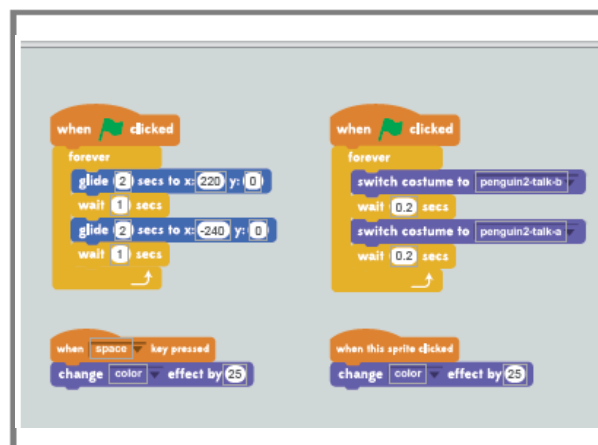 when clicked
forever
glide 2 secs to x: 220 y: 0
wait 1 secs
glide 2 secs to x: -240 y: 0
wait 1 secs
when clicked
forever
switch costume to penguin2-talk-b
wait 0.2 secs
switch costume to penguin2-talk-a
wait 0.2 secs
when space key pressed
change color effect by 25
when this sprite clicked
change color effect by 25